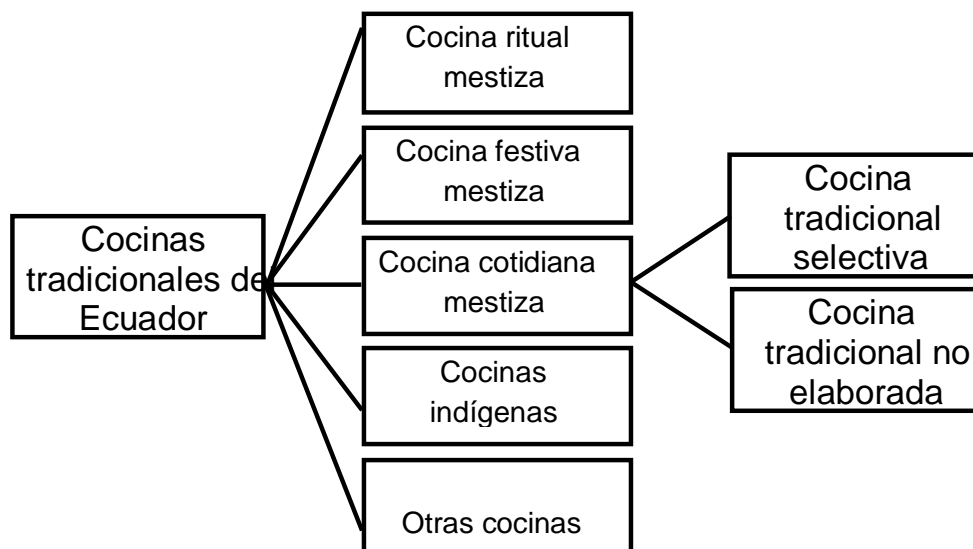 Cocinas
tradicionales de
Ecuador
Cocina ritual
mestiza
Cocina festiva
mestiza
Cocina cotidiana
mestiza
Cocinas
indígenas
Otras cocinas
Cocina
tradicional
selectiva
Cocina
tradicional no
elaborada